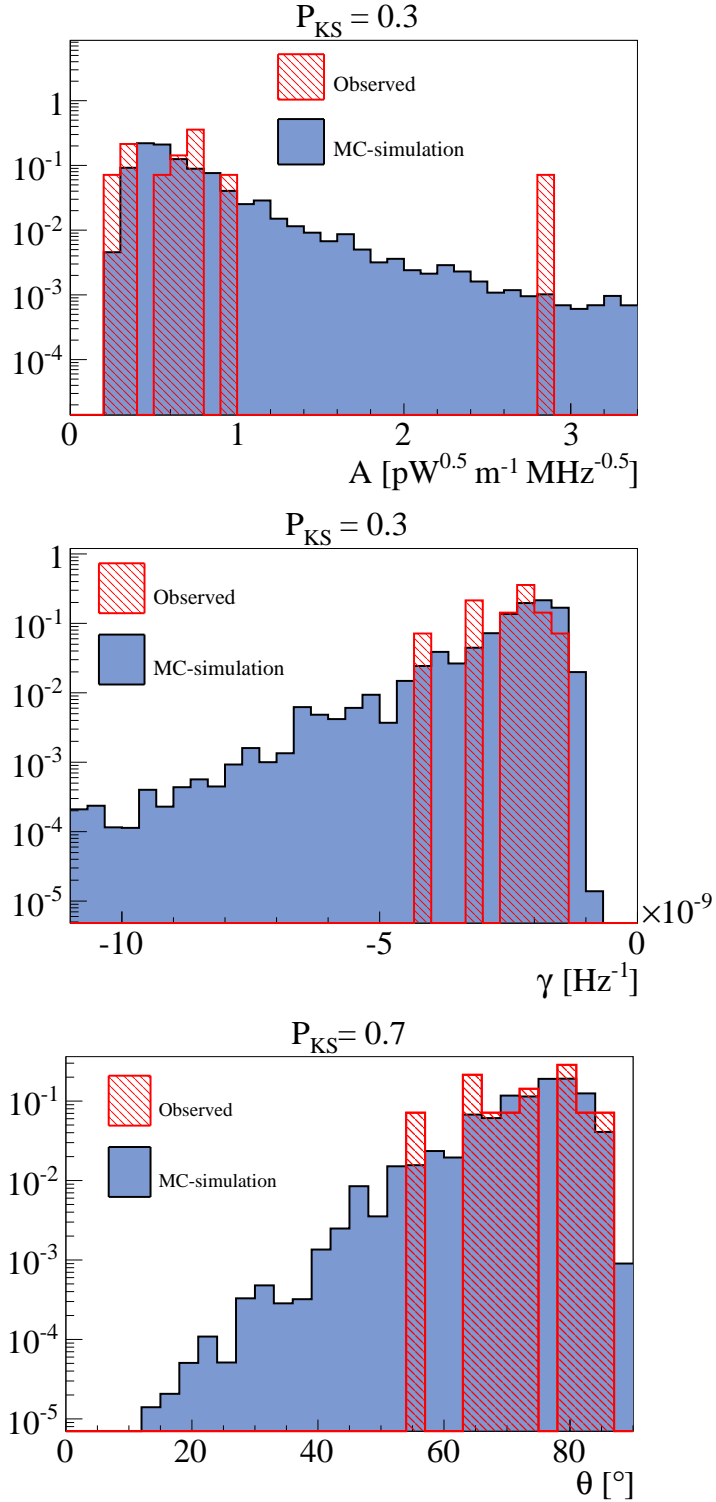 P_KS = 0.3
1
Observed
10^-1
MC-simulation
10^-2
10^-3
10^-4
0 1 2 3
A [pW^0.5 m^-1 MHz^-0.5]
P_KS = 0.3
1
Observed
10^-1
MC-simulation
10^-2
10^-3
10^-4
10^-5
×10^-9
-10 -5 0
γ [Hz^-1]
P_KS= 0.7
Observed
10^-1
MC-simulation
10^-2
10^-3
10^-4
10^-5
0 20 40 60 80
θ [°]